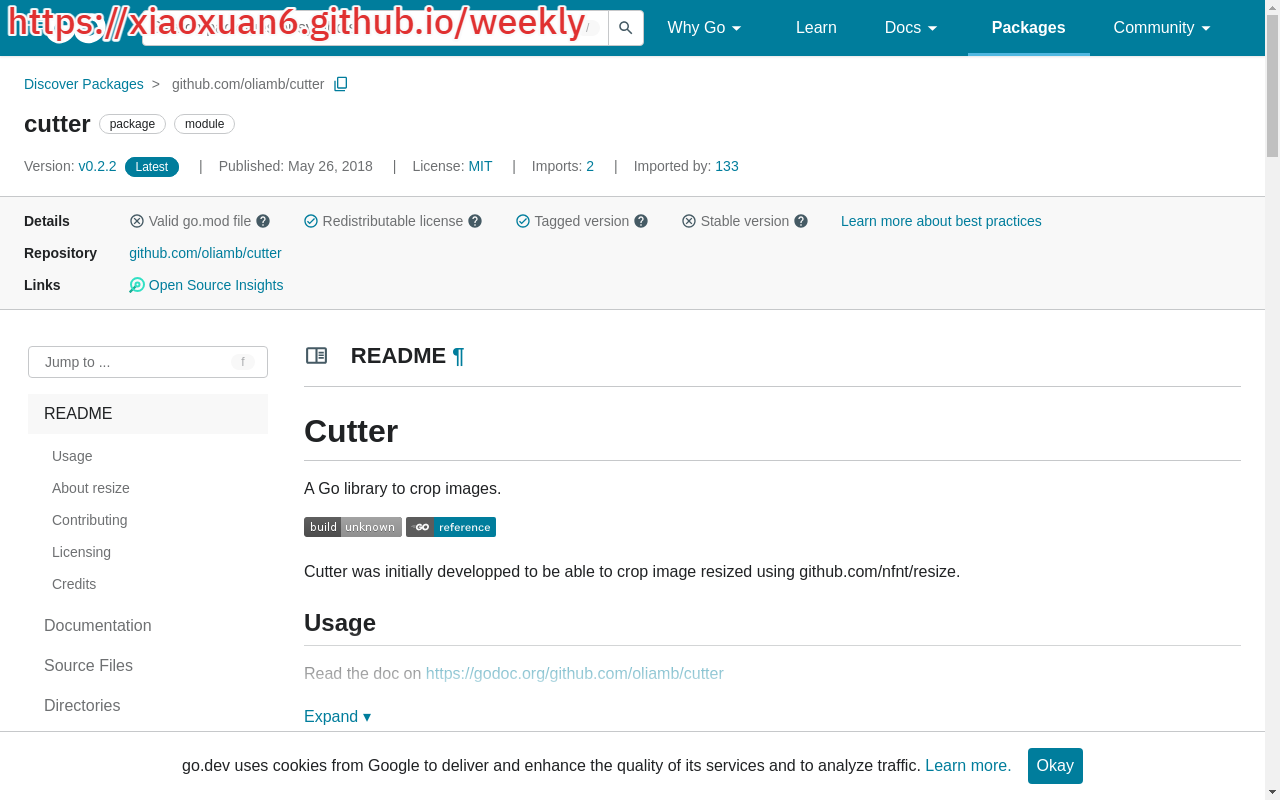 https://xiaoxuan6.github.io/weekly
/
Why Go
Learn
Docs
Packages
Community
Discover Packages > github.com/oliamb/cutter
cutter package module
Version: v0.2.2 Latest | Published: May 26, 2018 | License: MIT | Imports: 2 | Imported by: 133
Details Valid go.mod file Redistributable license Tagged version Stable version Learn more about best practices
Repository github.com/oliamb/cutter
Links Open Source Insights
Jump to ... f
README
Usage
About resize
Contributing
Licensing
Credits
Documentation
Source Files
Directories
README ¶
Cutter
A Go library to crop images.
build unknown GO reference
Cutter was initially developped to be able to crop image resized using github.com/nfnt/resize.
Usage
Read the doc on https://godoc.org/github.com/oliamb/cutter
Expand ▾
go.dev uses cookies from Google to deliver and enhance the quality of its services and to analyze traffic. Learn more. Okay